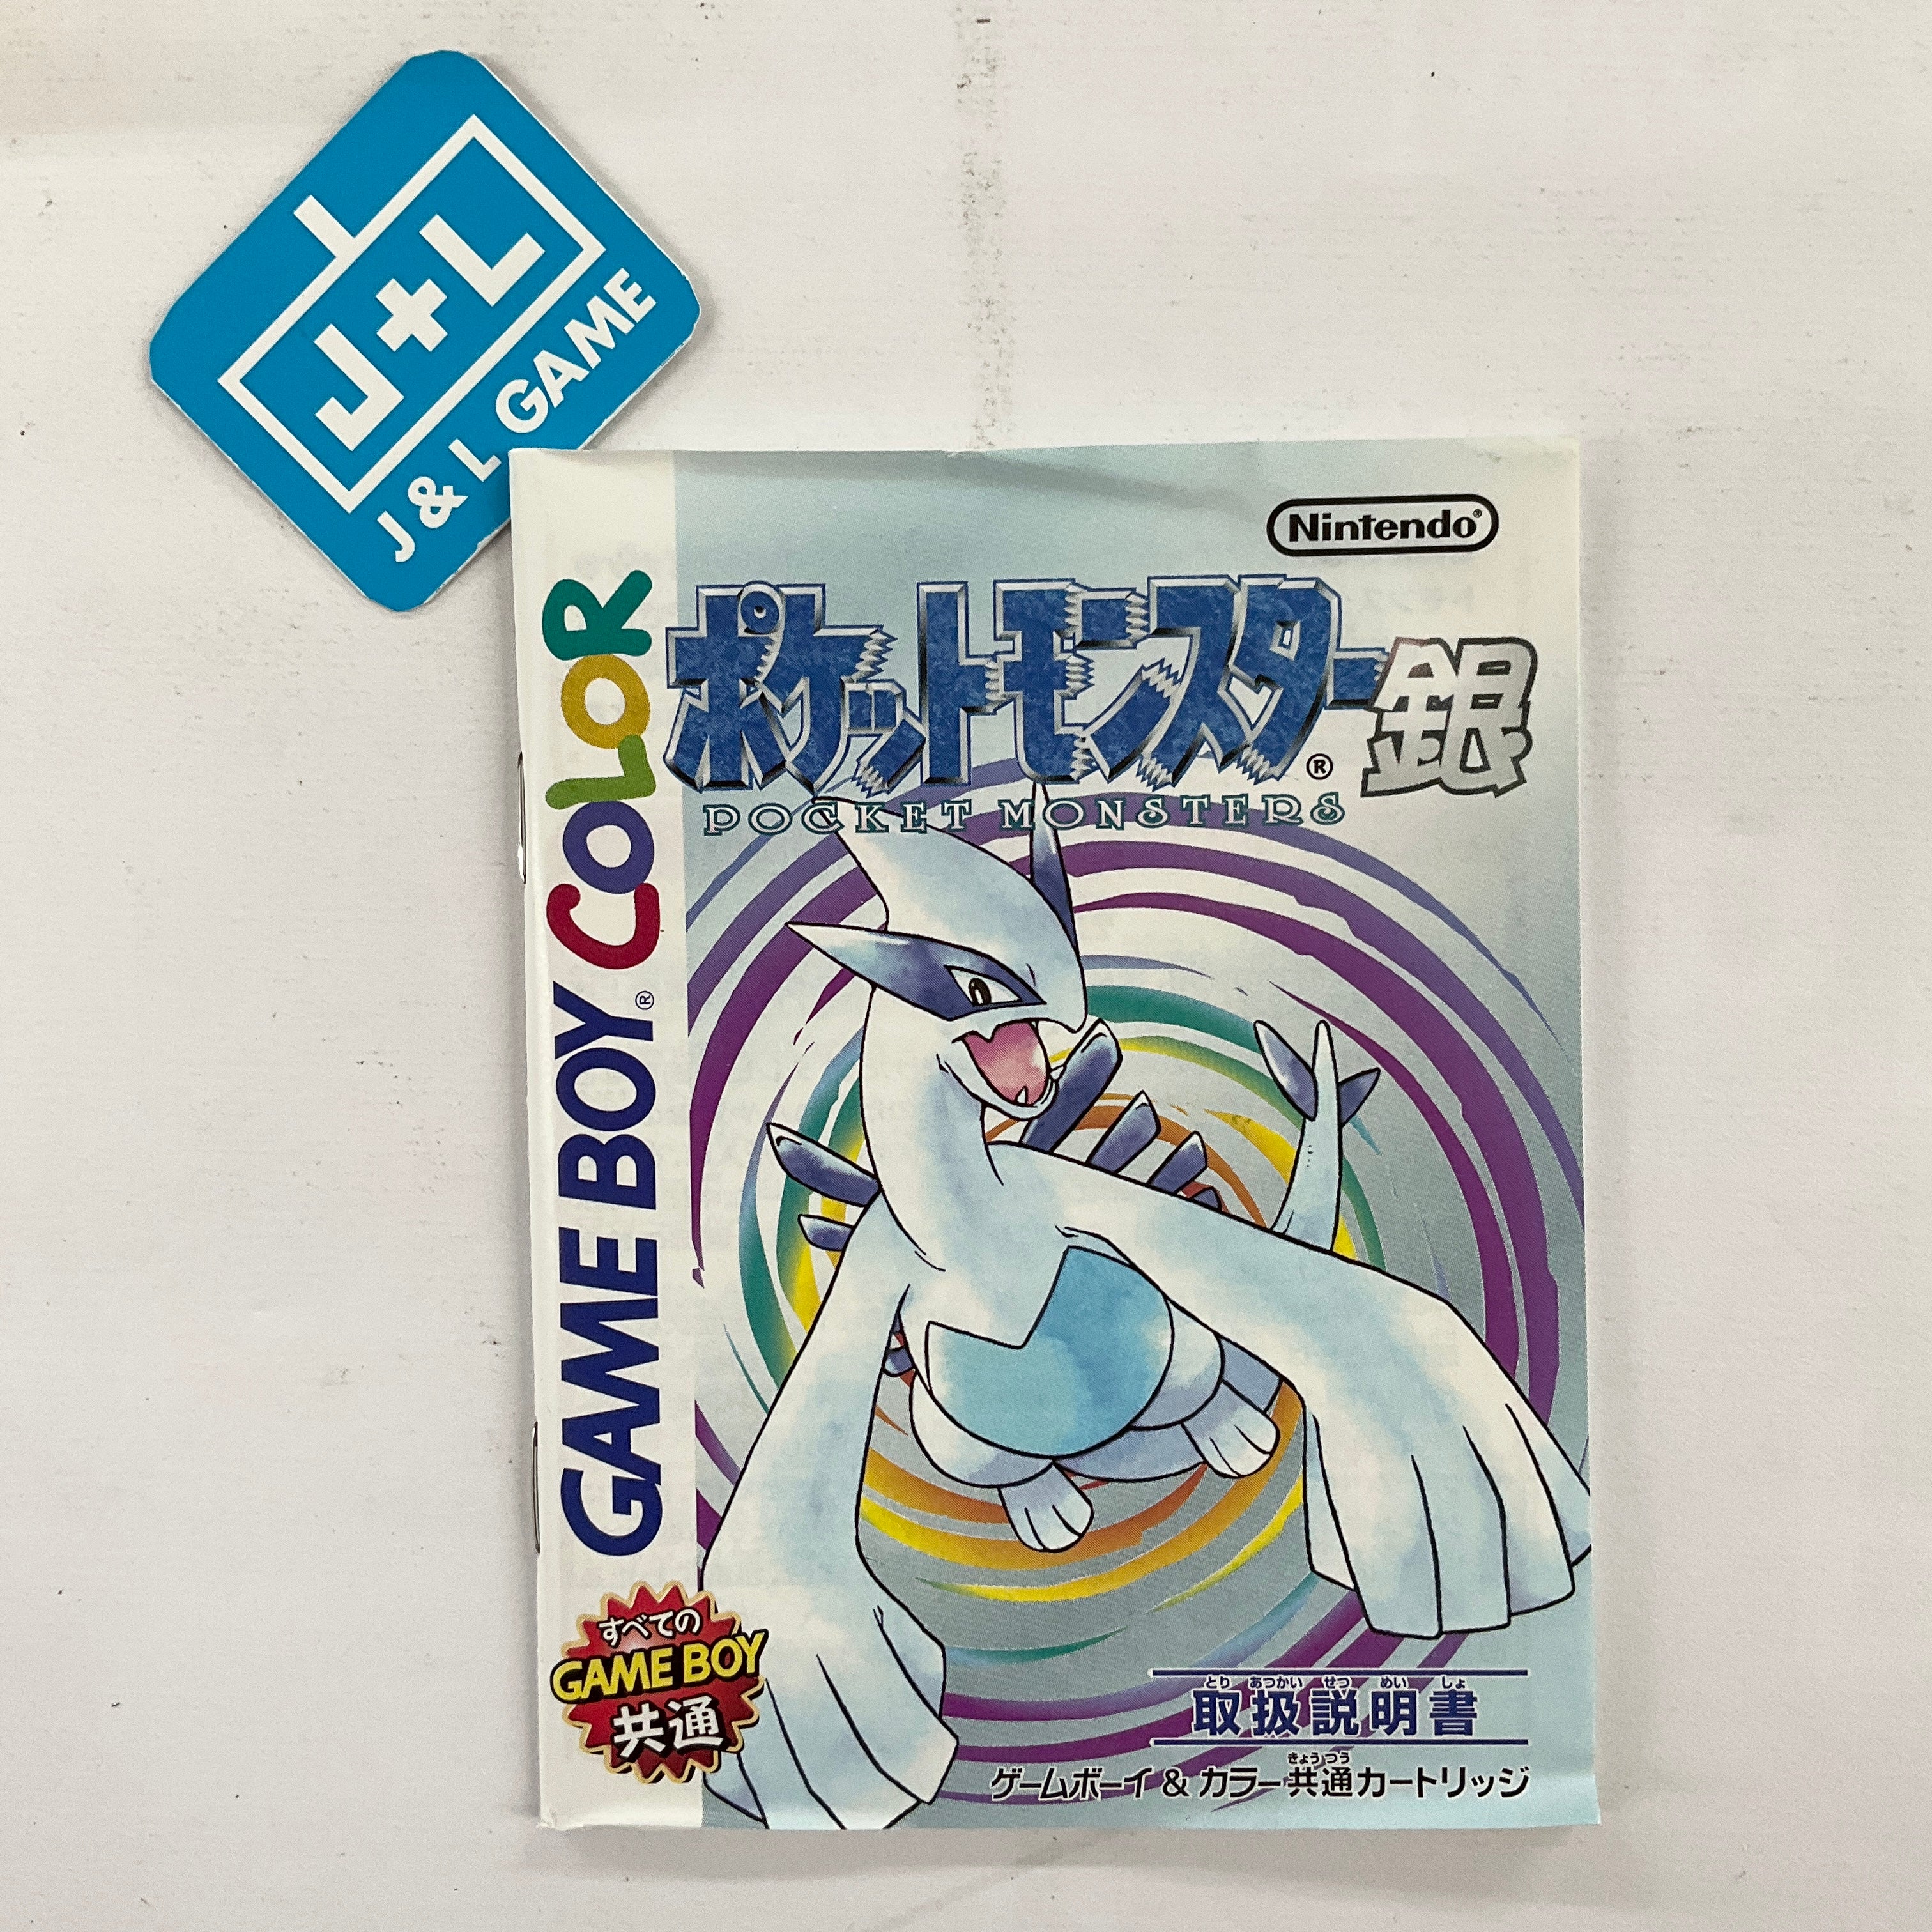 J+L
J & L GAME
Nintendo®
ポケットモンスター®銀
POCKET MONSTERS
GAME BOY® COLOR
すべての
GAME BOY
共通
とり あつかい せつ めい しょ
取扱説明書
きょうつう
ゲームボーイ & カラー共通カートリッジ